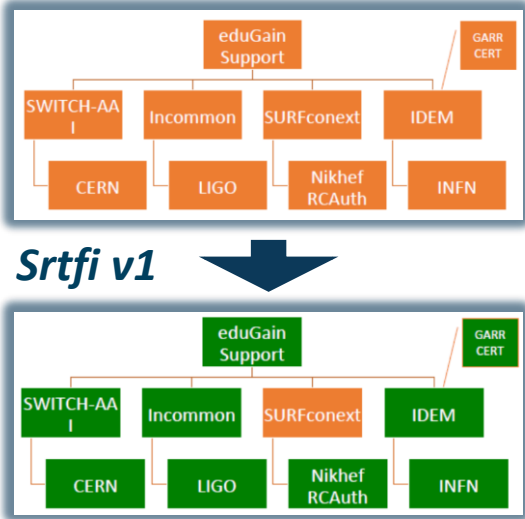 eduGain
Support
GARR
CERT
SWITCH-AA
I
Incommon
SURFconext
IDEM
CERN
LIGO
Nikhef
RCAuth
INFN
Srtfi v1
eduGain
Support
GARR
CERT
SWITCH-AA
I
Incommon
SURFconext
IDEM
CERN
LIGO
Nikhef
RCAuth
INFN